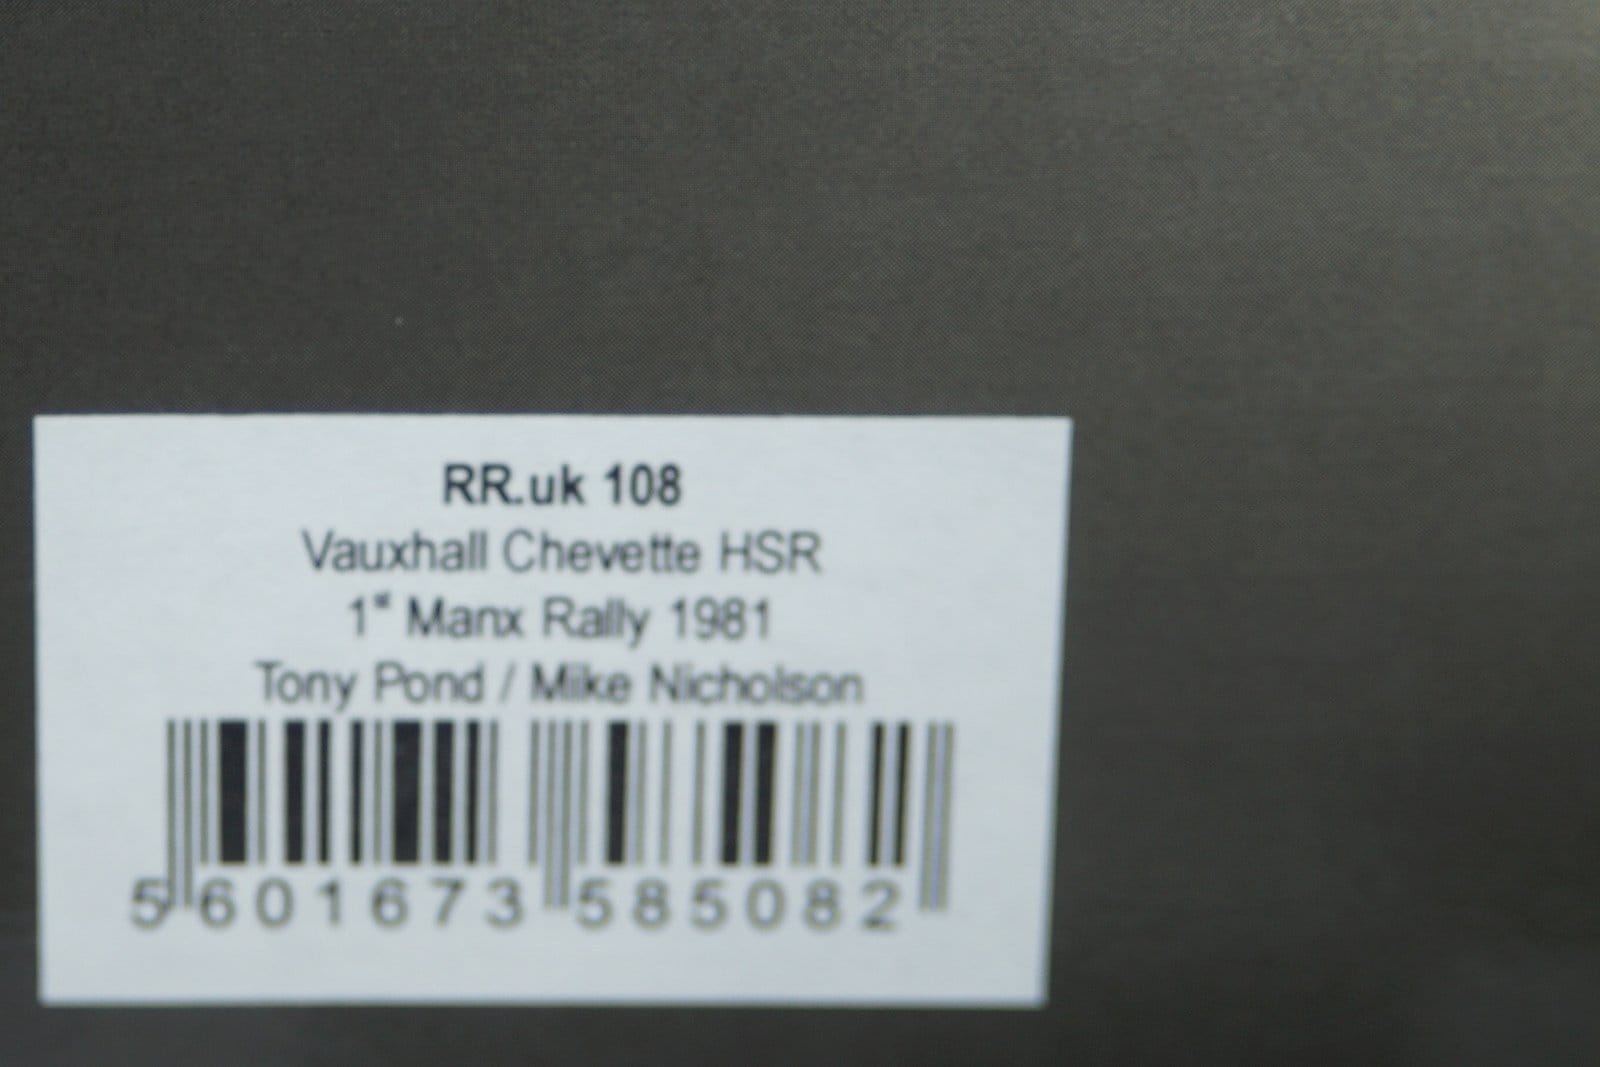 RR.uk 108
Vauxhall Chevette HSR
1st Manx Rally 1981
Tony Pond / Mike Nicholson
5 601673 585082